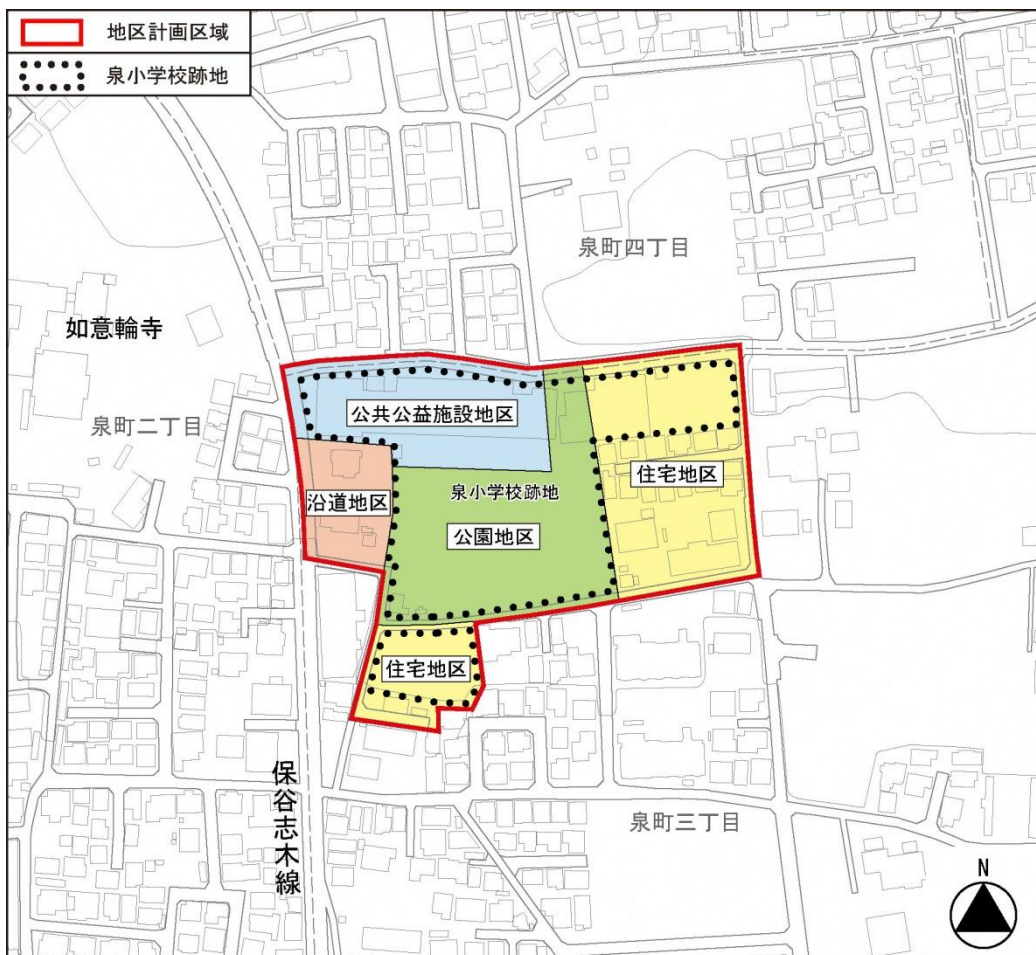 地区計画区域
泉小学校跡地
泉町四丁目
如意輪寺
泉町二丁目
公共公益施設地区
沿道地区
泉小学校跡地
公園地区
住宅地区
住宅地区
保谷志木線
泉町三丁目
N